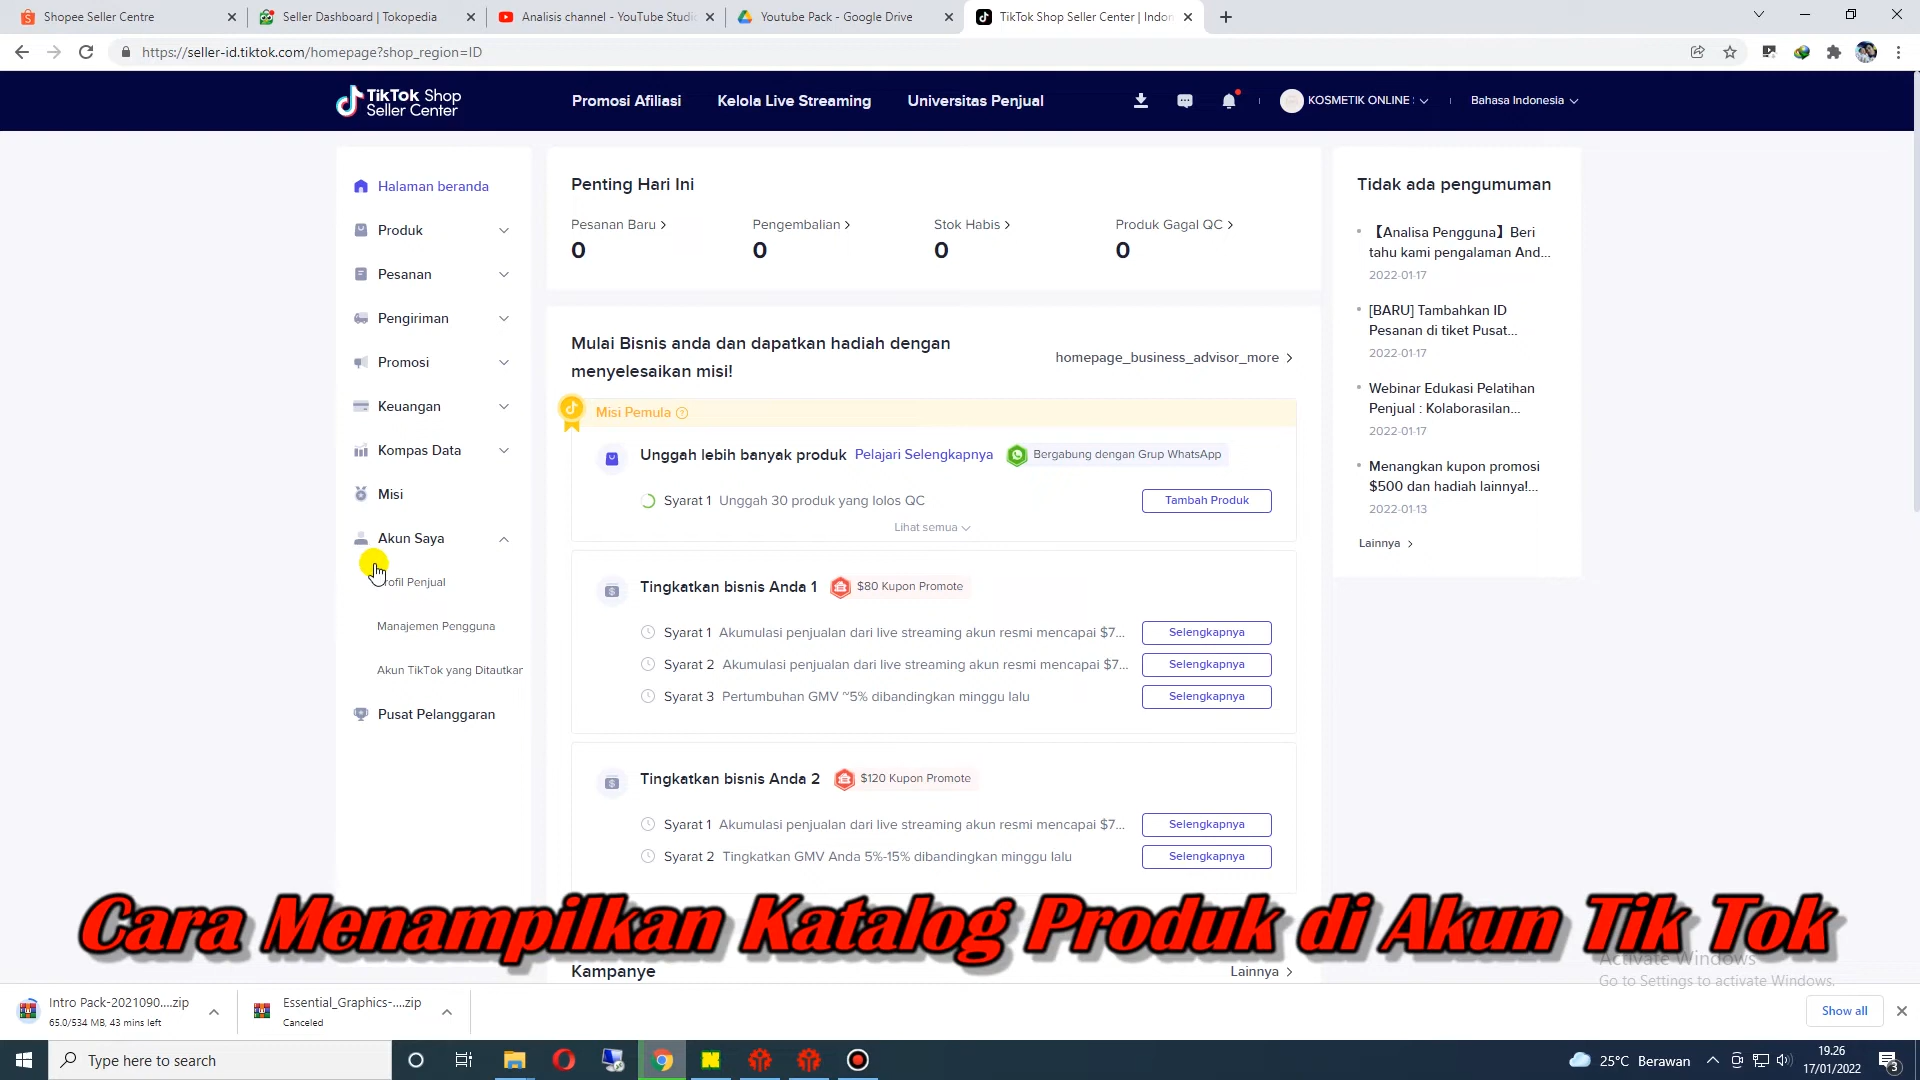 Shopee Seller Centre
Seller Dashboard | Tokopedia
Analisis channel - YouTube Studi
Youtube Pack - Google Drive
TikTok Shop Seller Center | Indon
https://seller-id.tiktok.com/homepage?shop_region=ID
TikTok Shop
Seller Center
Promosi Afiliasi
Kelola Live Streaming
Universitas Penjual
KOSMETIK ONLINE
Bahasa Indonesia
Halaman beranda
Produk
Pesanan
Pengiriman
Promosi
Keuangan
Kompas Data
Misi
Akun Saya
rofil Penjual
Manajemen Pengguna
Akun TikTok yang Ditautkan
Pusat Pelanggaran
Penting Hari Ini
Pesanan Baru >
0
Pengembalian >
0
Stok Habis >
0
Produk Gagal QC >
0
Mulai Bisnis anda dan dapatkan hadiah dengan
menyelesaikan misi!
homepage_business_advisor_more >
Misi Pemula ?
Unggah lebih banyak produk Pelajari Selengkapnya Bergabung dengan Grup WhatsApp
Syarat 1 Unggah 30 produk yang lolos QC
Tambah Produk
Lihat semua
Tingkatkan bisnis Anda 1 $80 Kupon Promote
Syarat 1 Akumulasi penjualan dari live streaming akun resmi mencapai $7... Selengkapnya
Syarat 2 Akumulasi penjualan dari live streaming akun resmi mencapai $7... Selengkapnya
Syarat 3 Pertumbuhan GMV ~5% dibandingkan minggu lalu Selengkapnya
Tingkatkan bisnis Anda 2 $120 Kupon Promote
Syarat 1 Akumulasi penjualan dari live streaming akun resmi mencapai $7... Selengkapnya
Syarat 2 Tingkatkan GMV Anda 5%-15% dibandingkan minggu lalu Selengkapnya
Kampanye
Lainnya >
Tidak ada pengumuman
【Analisa Pengguna】Beri
tahu kami pengalaman And...
2022-01-17
[BARU] Tambahkan ID
Pesanan di tiket Pusat...
2022-01-17
Webinar Edukasi Pelatihan
Penjual : Kolaborasilan...
2022-01-17
Menangkan kupon promosi
$500 dan hadiah lainnya!...
2022-01-13
Lainnya >
Cara Menampilkan Katalog Produk di Akun Tik Tok
Activate Windows
Go to Settings to activate Windows.
Intro Pack-2021090....zip
65.0/534 MB, 43 mins left
Essential_Graphics-....zip
Canceled
Show all
Type here to search
25°C Berawan
19.26
17/01/2022
3